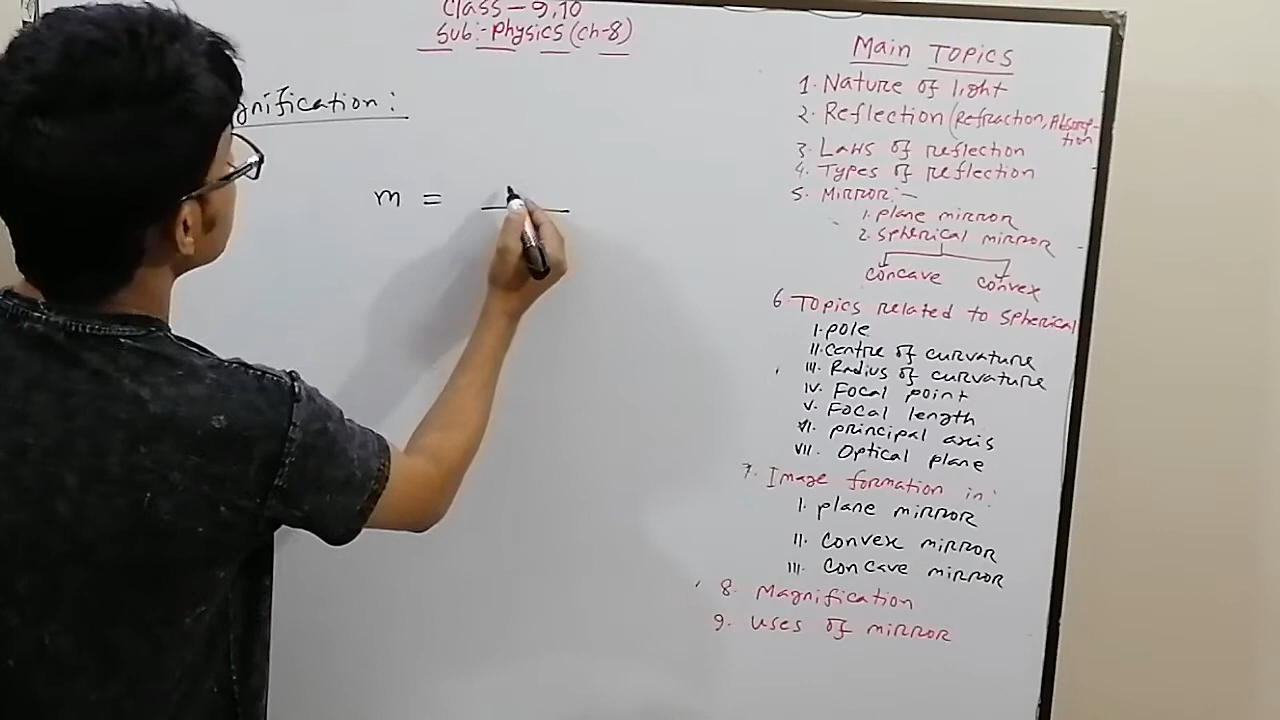 Class - 9,10
Sub:- Physics (ch-8)
gnification:
m =
Main TOPICS
1. Nature of light
2. Reflection (Refraction, Absorp-
tion
3. Laws of reflection
4. Types of reflection
5. Mirror:-
1. plane mirror
2. spherical mirror
concave convex
6. Topics related to spherical
I. pole
II. Centre of curvature
III. Radius of curvature
IV. Focal point
V. Focal length
VI. principal axis
VII. Optical plane
7. Image formation in:
I. plane mirror
II. convex mirror
III. concave mirror
8. Magnification
9. uses of mirror